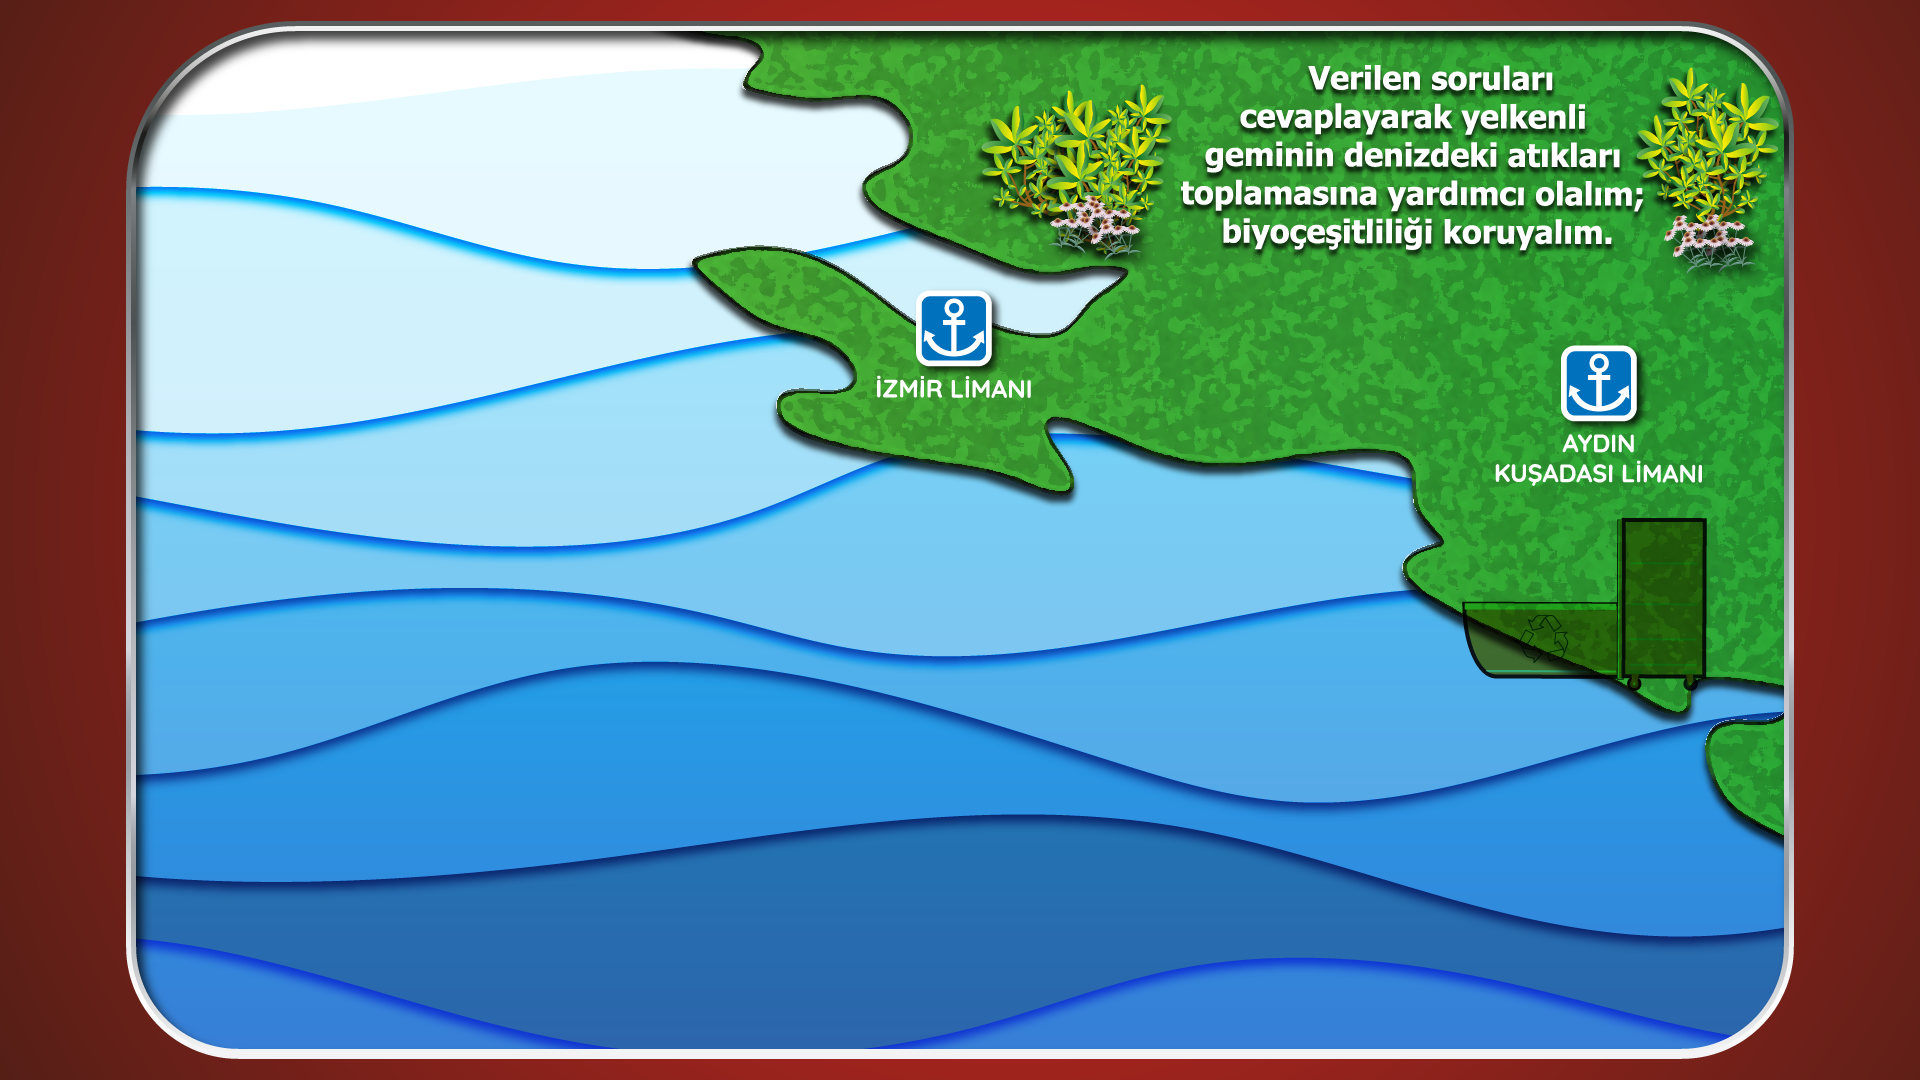 Verilen soruları
cevaplayarak yelkenli
geminin denizdeki atıkları
toplamasına yardımcı olalım;
biyoçeşitliliği koruyalım.
İZMİR LİMANI
AYDIN
KUŞADASI LİMANI